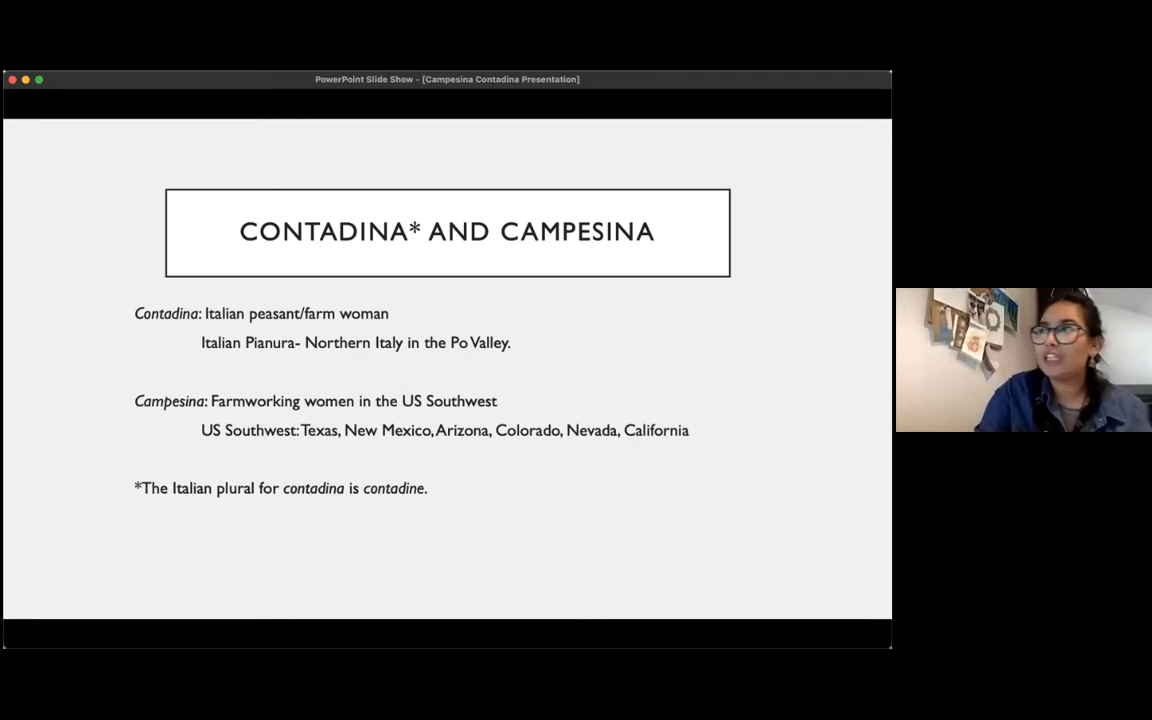 PowerPoint Slide Show - [Campesina Contadina Presentation]
CONTADINA* AND CAMPESINA
Contadina: Italian peasant/farm woman
Italian Pianura- Northern Italy in the Po Valley.
Campesina: Farmworking women in the US Southwest
US Southwest: Texas, New Mexico, Arizona, Colorado, Nevada, California
*The Italian plural for contadina is contadine.